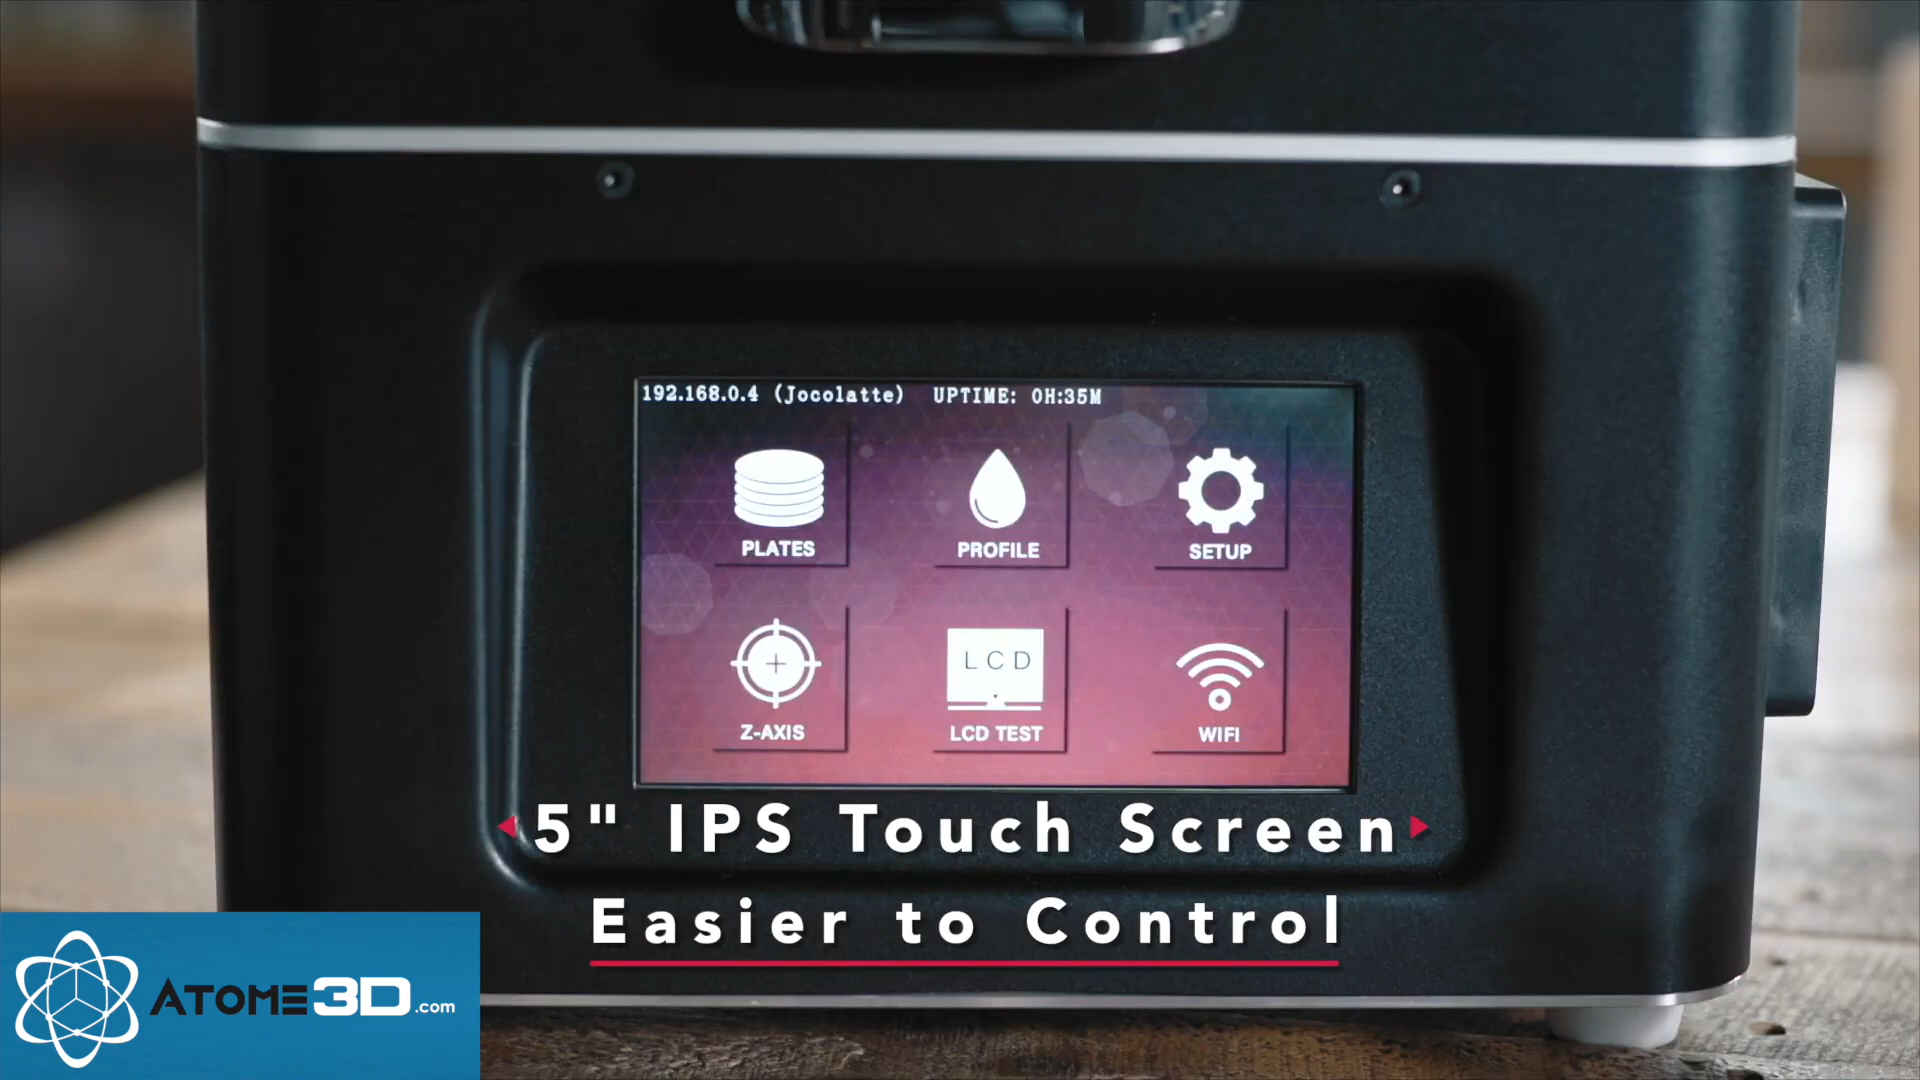 192.168.0.4 (Jocolatte) UPTIME: 0H:35M
PLATES PROFILE SETUP
LCD
Z-AXIS LCD TEST WIFI
5" IPS Touch Screen
Easier to Control
ATOME3D.com